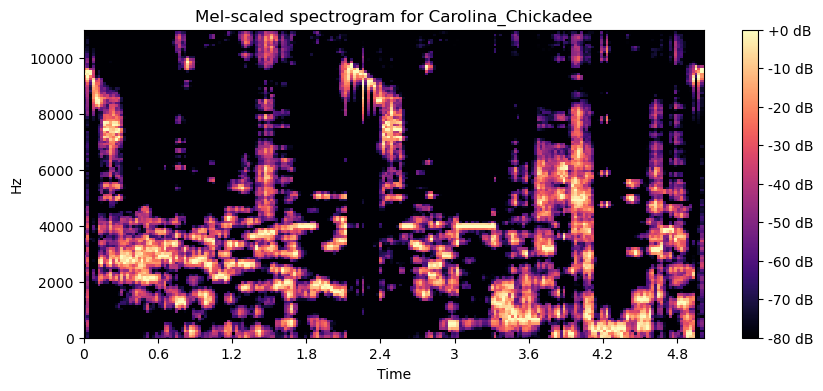 Mel-scaled spectrogram for Carolina_Chickadee
10000
8000
6000
4000
2000
0
Hz
0 0.6 1.2 1.8 2.4 3 3.6 4.2 4.8
Time
+0 dB
-10 dB
-20 dB
-30 dB
-40 dB
-50 dB
-60 dB
-70 dB
-80 dB